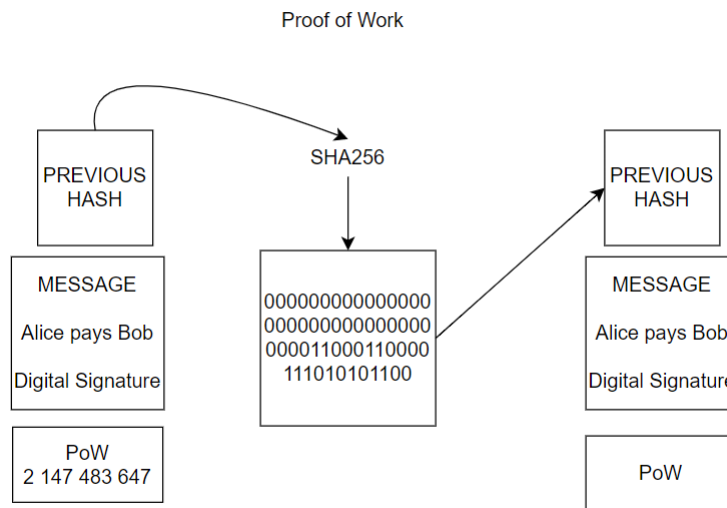 Proof of Work
PREVIOUS
HASH
MESSAGE
Alice pays Bob
Digital Signature
PoW
2 147 483 647
SHA256
000000000000000
000000000000000
000011000110000
111010101100
PREVIOUS
HASH
MESSAGE
Alice pays Bob
Digital Signature
PoW